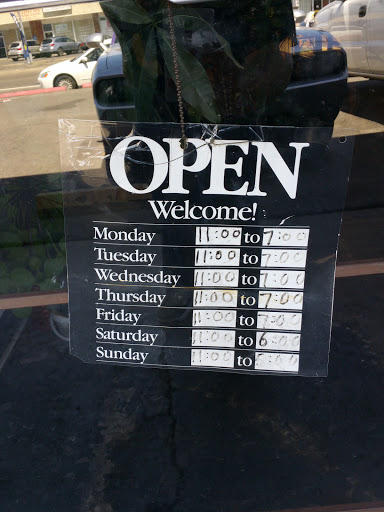 OPEN
Welcome!
Monday 11:00 to 7:00
Tuesday 11:00 to 7:00
Wednesday 11:00 to 7:00
Thursday 11:00 to 7:00
Friday 11:00 to 7:00
Saturday 11:00 to 6:00
Sunday 11:00 to 5:00